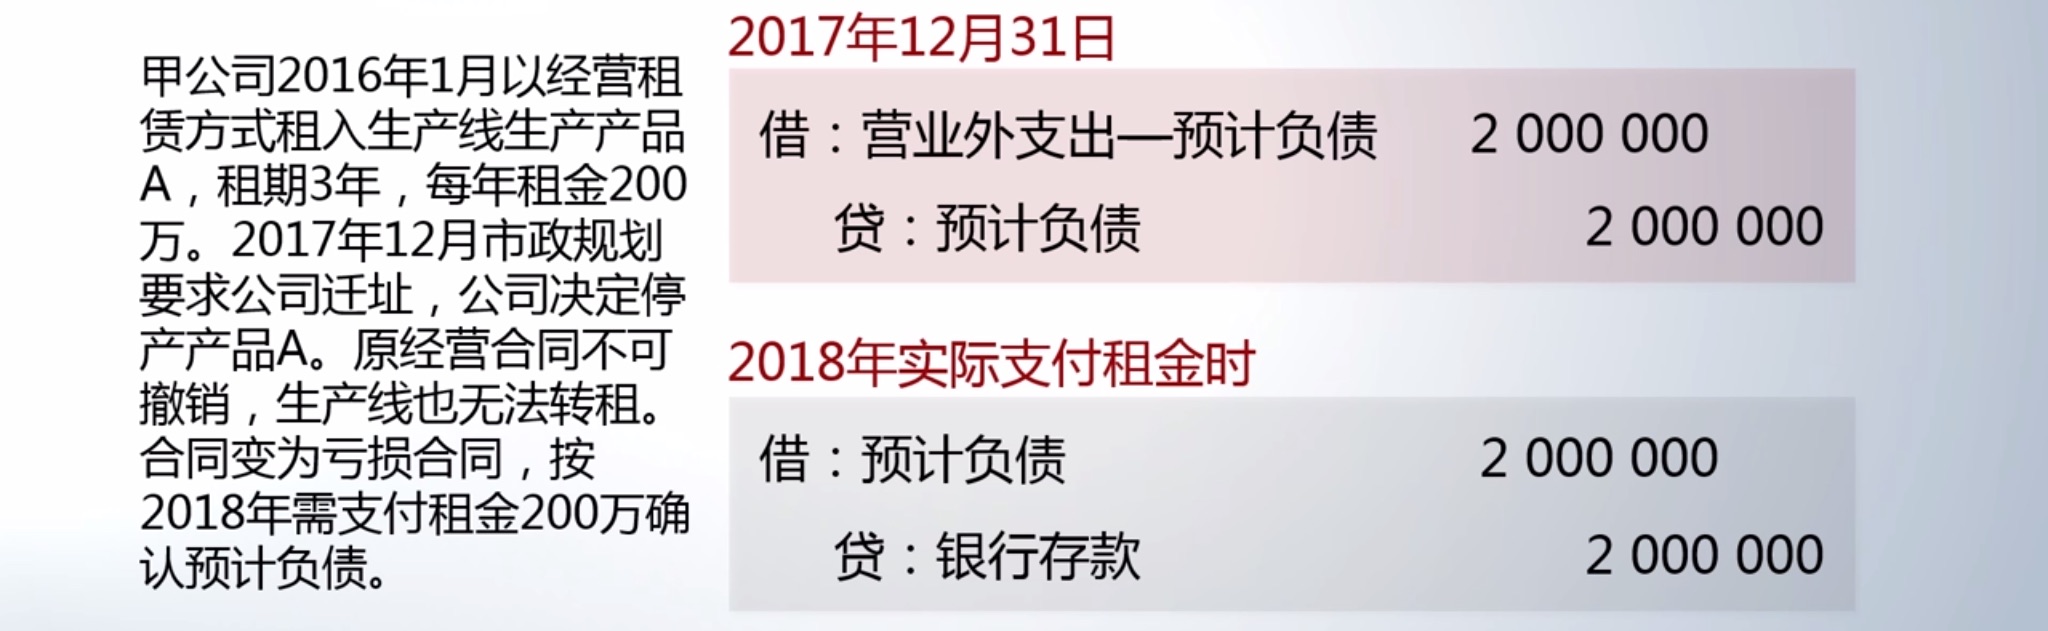 甲公司2016年1月以经营租
赁方式租入生产线生产产品
A，租期3年，每年租金200
万。2017年12月市政规划
要求公司迁址，公司决定停
产产品A。原经营合同不可
撤销，生产线也无法转租。
合同变为亏损合同，按
2018年需支付租金200万确
认预计负债。
2017年12月31日
借：营业外支出—预计负债 2 000 000
贷：预计负债 2 000 000
2018年实际支付租金时
借：预计负债 2 000 000
贷：银行存款 2 000 000